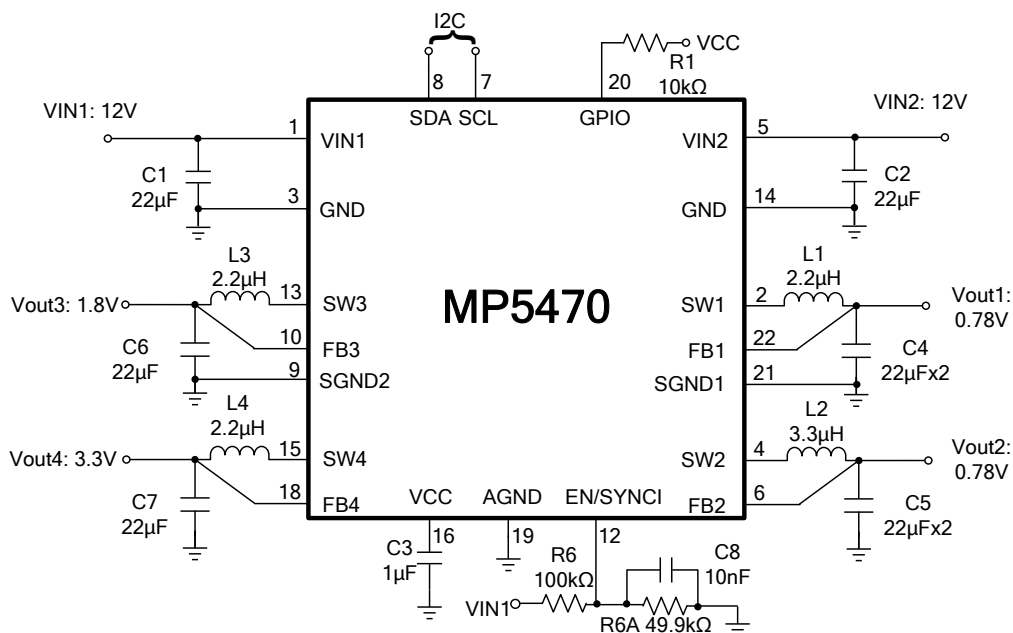 I2C
8
7
20
R1
10kΩ
VCC
VIN1: 12V
VIN2: 12V
1
SDA SCL
GPIO
5
VIN1
VIN2
C1
22µF
C2
22µF
3
GND
GND
14
L3
2.2µH
L1
2.2µH
Vout3: 1.8V
13
SW3
MP5470
SW1
2
Vout1:
0.78V
10
FB3
FB1
22
C6
22µF
C4
22µFx2
9
SGND2
SGND1
21
L4
2.2µH
L2
3.3µH
Vout4: 3.3V
15
SW4
SW2
4
Vout2:
0.78V
18
FB4
VCC
AGND
EN/SYNCI
FB2
6
C7
22µF
C5
22µFx2
16
19
12
C3
1µF
R6
100kΩ
C8
10nF
VIN1
R6A 49.9kΩ